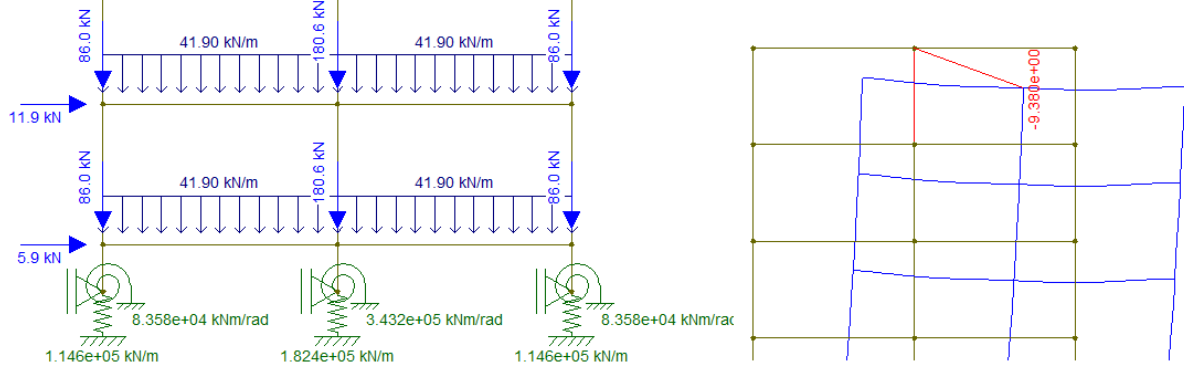 86.0 kN
41.90 kN/m
180.6 kN
41.90 kN/m
86.0 kN
11.9 kN
86.0 kN
41.90 kN/m
180.6 kN
41.90 kN/m
86.0 kN
5.9 kN
8.358e+04 kNm/rad
3.432e+05 kNm/rad
8.358e+04 kNm/rad
1.146e+05 kN/m
1.824e+05 kN/m
1.146e+05 kN/m
-9.380e+00